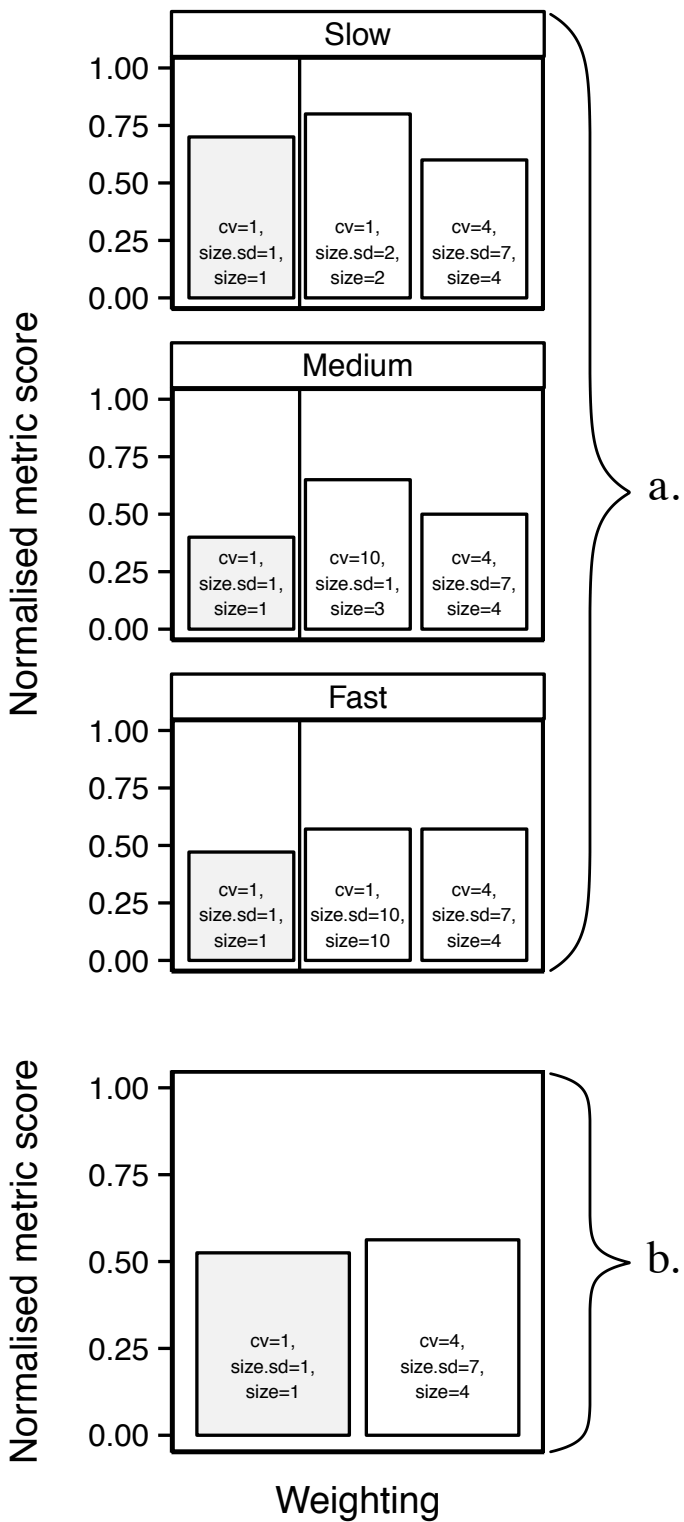 Slow
1.00
0.75
0.50
0.25
0.00
cv=1,
size.sd=1,
size=1
cv=1,
size.sd=2,
size=2
cv=4,
size.sd=7,
size=4
Medium
1.00
0.75
0.50
0.25
0.00
cv=1,
size.sd=1,
size=1
cv=10,
size.sd=1,
size=3
cv=4,
size.sd=7,
size=4
Fast
1.00
0.75
0.50
0.25
0.00
cv=1,
size.sd=1,
size=1
cv=1,
size.sd=10,
size=10
cv=4,
size.sd=7,
size=4
Normalised metric score
a.
1.00
0.75
0.50
0.25
0.00
cv=1,
size.sd=1,
size=1
cv=4,
size.sd=7,
size=4
Normalised metric score
b.
Weighting